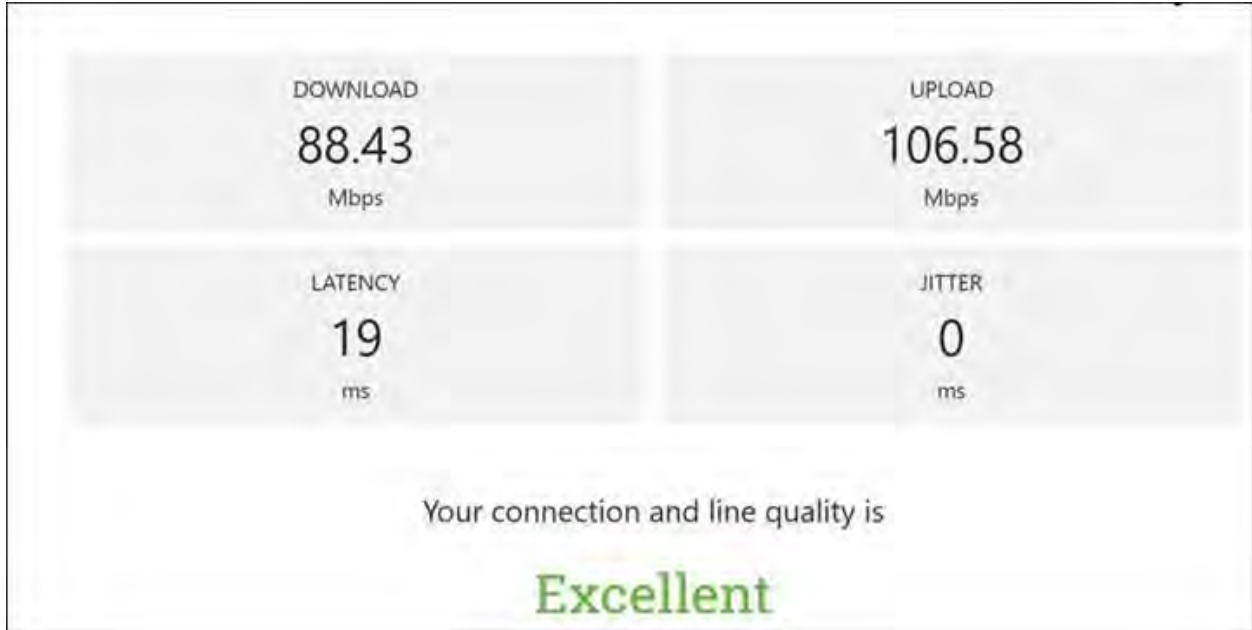 DOWNLOAD
88.43
Mbps
UPLOAD
106.58
Mbps
LATENCY
19
ms
JITTER
0
ms
Your connection and line quality is
Excellent